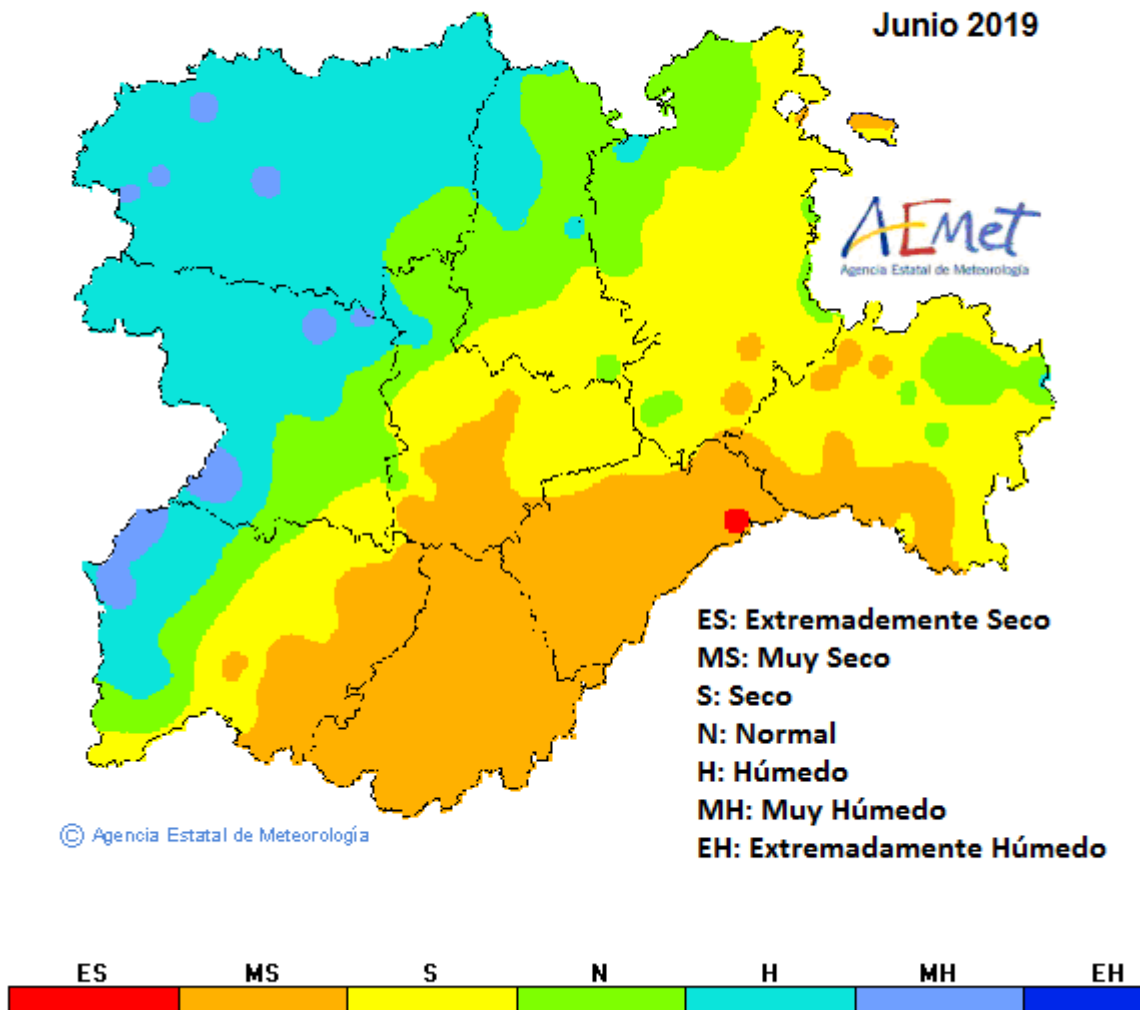 Junio 2019
AEMet
Agencia Estatal de Meteorología
ES: Extremademente Seco
MS: Muy Seco
S: Seco
N: Normal
H: Húmedo
MH: Muy Húmedo
EH: Extremadamente Húmedo
© Agencia Estatal de Meteorología
ES MS S N H MH EH